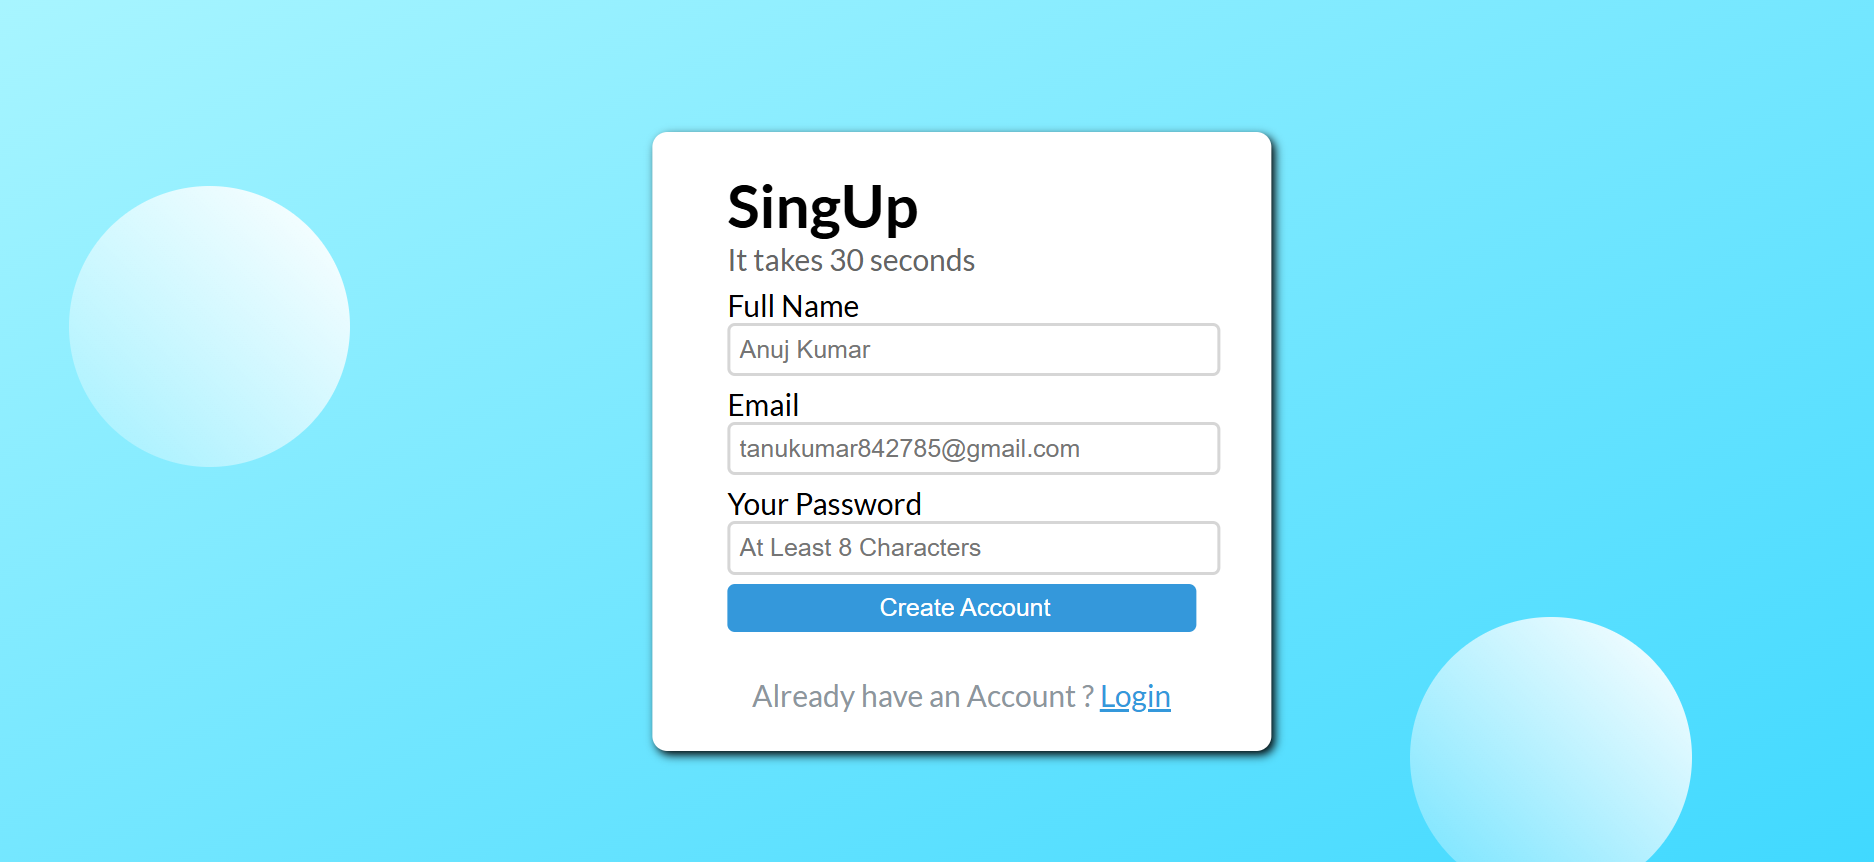 SingUp
It takes 30 seconds
Full Name
Anuj Kumar
Email
tanukumar842785@gmail.com
Your Password
At Least 8 Characters
Create Account
Already have an Account ? Login